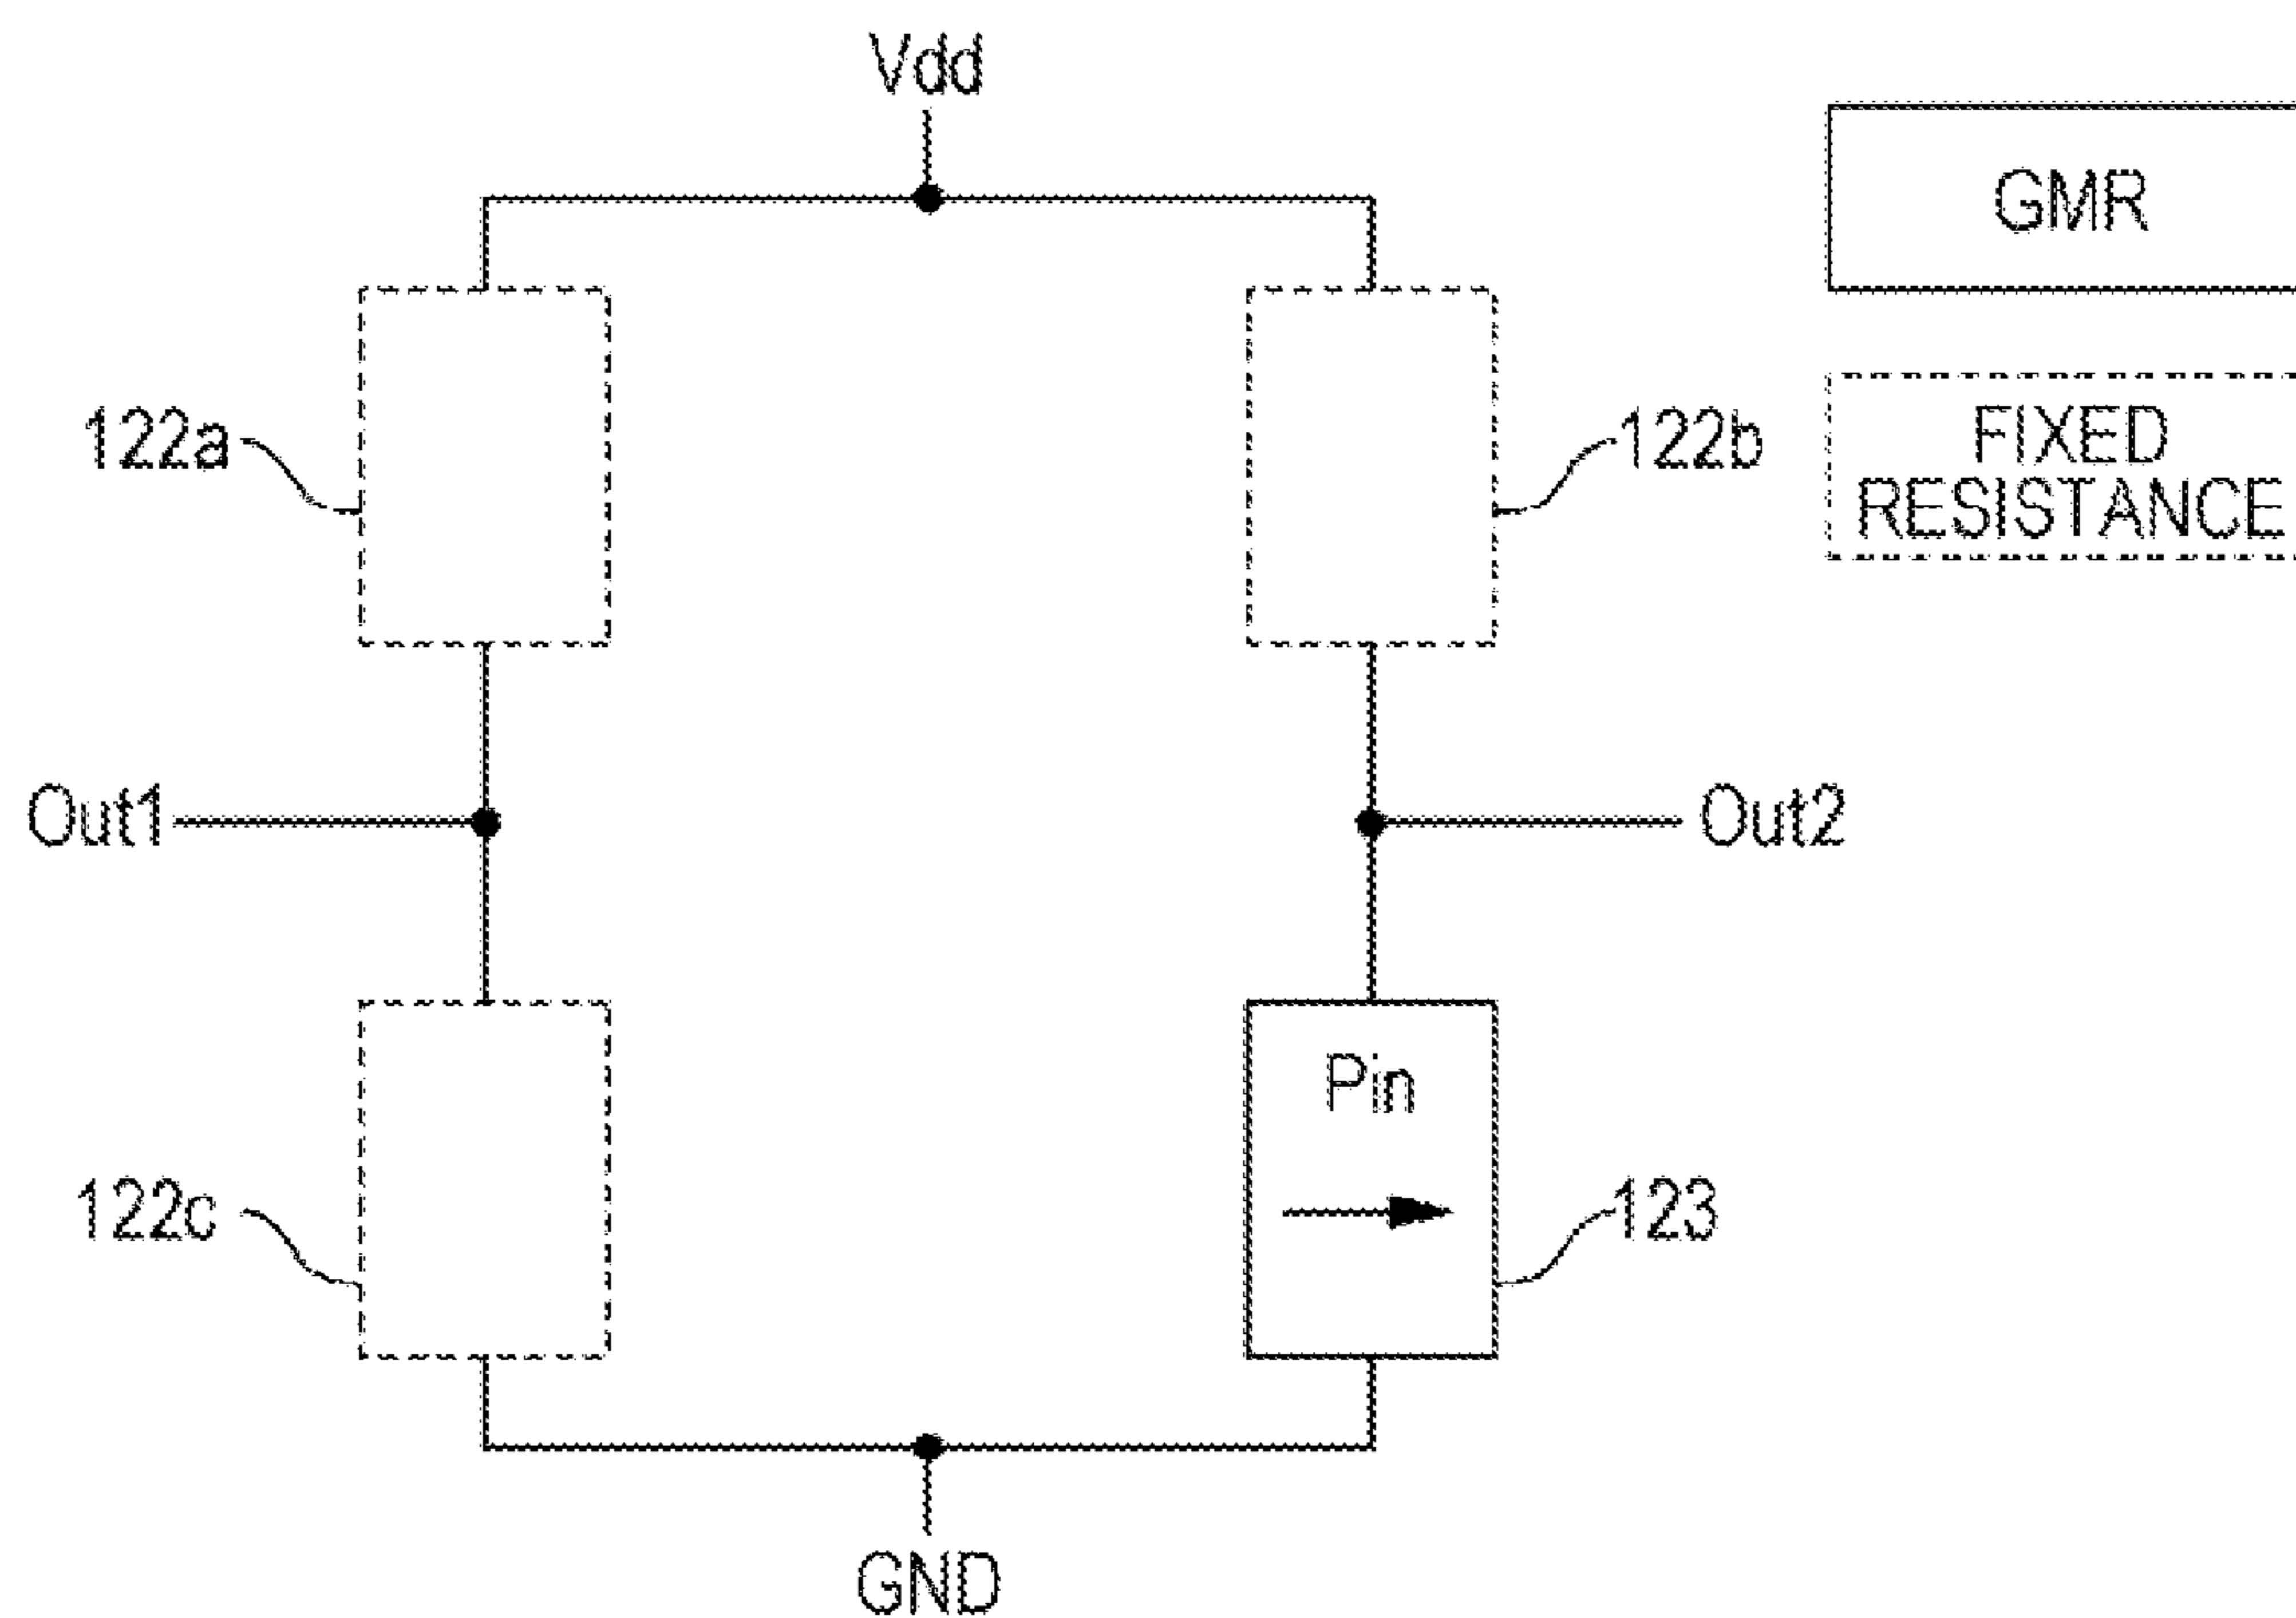 Vdd
GMR
FIXED
RESISTANCE
122a
122b
Out1
Out2
Pin
122c
123
GND